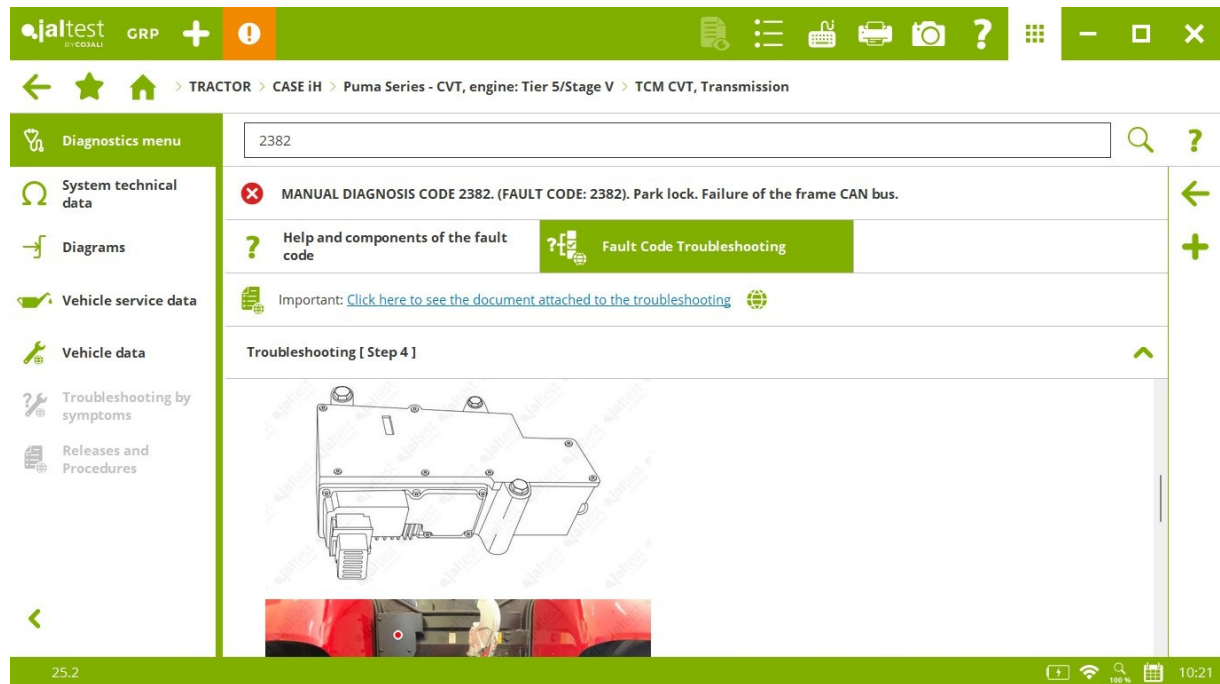 jaltest GRP
BY COJALI
> TRACTOR > CASE iH > Puma Series - CVT, engine: Tier 5/Stage V > TCM CVT, Transmission
Diagnostics menu
System technical
data
Diagrams
Vehicle service data
Vehicle data
Troubleshooting by
symptoms
Releases and
Procedures
2382
MANUAL DIAGNOSIS CODE 2382. (FAULT CODE: 2382). Park lock. Failure of the frame CAN bus.
Help and components of the fault
code
Fault Code Troubleshooting
Important: Click here to see the document attached to the troubleshooting
Troubleshooting [ Step 4 ]
jaltest
25.2
100 %
10:21